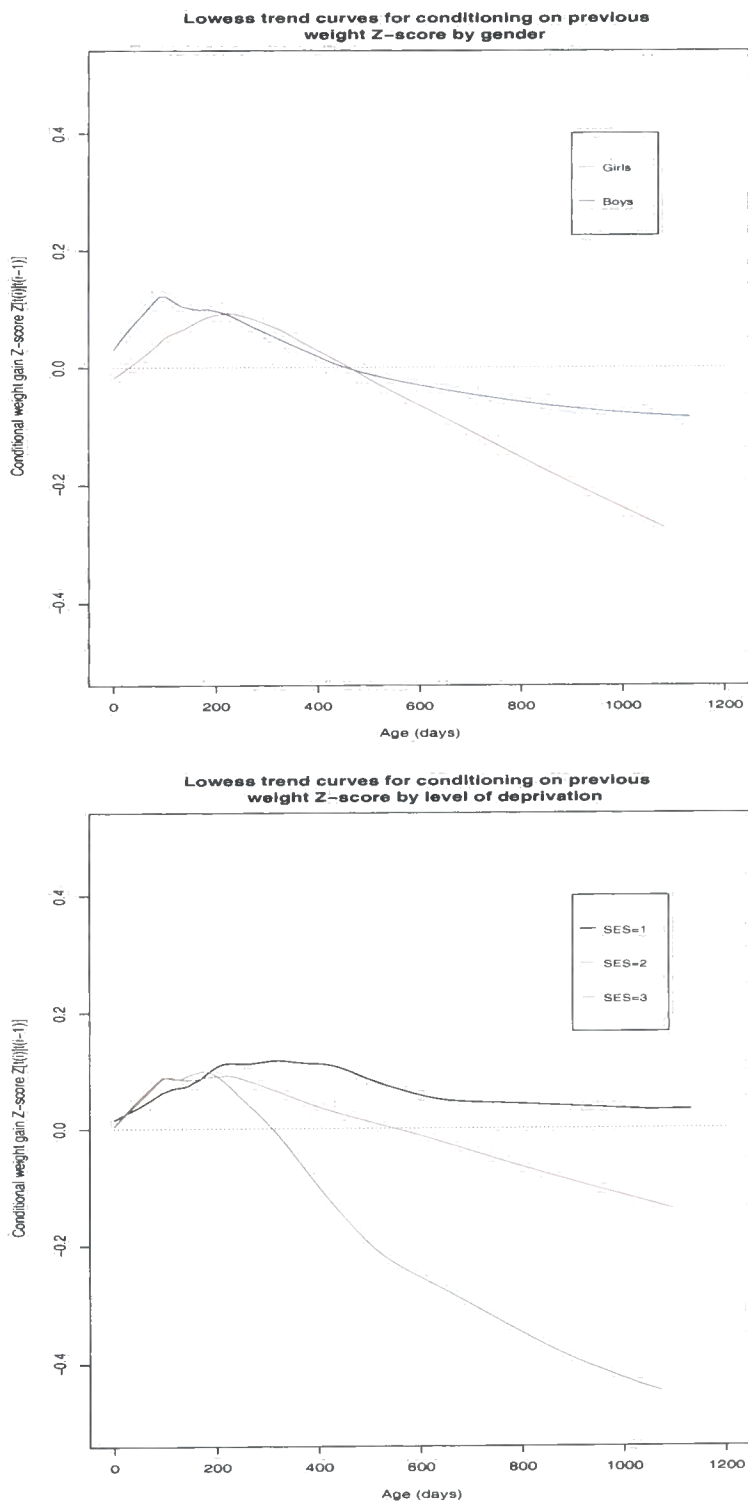 Lowess trend curves for conditioning on previous
weight Z-score by gender
Conditional weight gain Z-score Z[t(i)|t(i-1)]
0.4
0.2
0.0
-0.2
-0.4
Girls
Boys
0 200 400 600 800 1000 1200
Age (days)
Lowess trend curves for conditioning on previous
weight Z-score by level of deprivation
Conditional weight gain Z-score Z[t(i)|t(i-1)]
0.4
0.2
0.0
-0.2
-0.4
SES=1
SES=2
SES=3
0 200 400 600 800 1000 1200
Age (days)